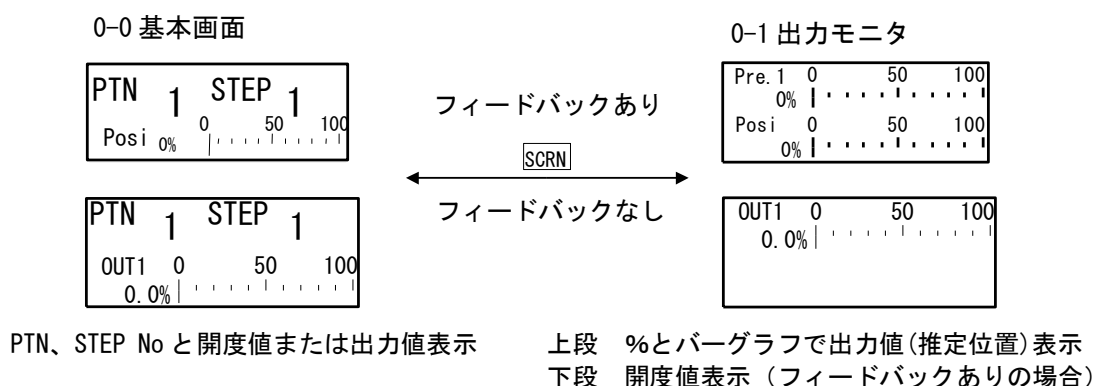 0-0 基本画面
PTN 1 STEP 1
0 50 100
Posi 0%
フィードバックあり
SCRN
フィードバックなし
PTN 1 STEP 1
OUT1 0 50 100
0.0%
PTN、STEP No と開度値または出力値表示
0-1 出力モニタ
Pre.1 0 50 100
0%
Posi 0 50 100
0%
OUT1 0 50 100
0.0%
上段 %とバーグラフで出力値(推定位置)表示
下段 開度値表示（フィードバックありの場合）